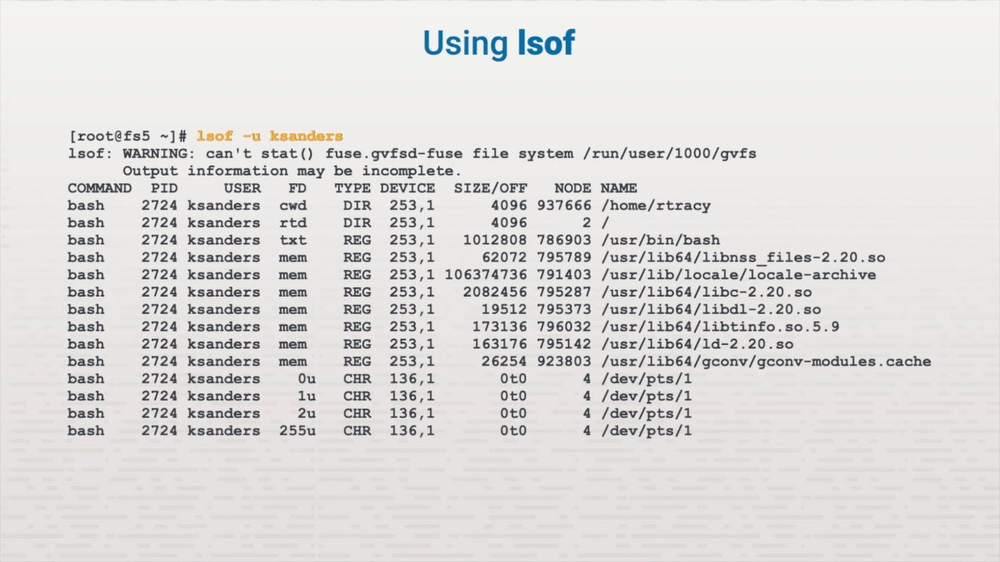 Using lsof
[root@fs5 ~]# lsof -u ksanders
lsof: WARNING: can't stat() fuse.gvfsd-fuse file system /run/user/1000/gvfs
      Output information may be incomplete.
COMMAND  PID     USER   FD   TYPE DEVICE  SIZE/OFF   NODE NAME
bash    2724 ksanders  cwd    DIR  253,1      4096 937666 /home/rtracy
bash    2724 ksanders  rtd    DIR  253,1      4096      2 /
bash    2724 ksanders  txt    REG  253,1   1012808 786903 /usr/bin/bash
bash    2724 ksanders  mem    REG  253,1     62072 795789 /usr/lib64/libnss_files-2.20.so
bash    2724 ksanders  mem    REG  253,1 106374736 791403 /usr/lib/locale/locale-archive
bash    2724 ksanders  mem    REG  253,1   2082456 795287 /usr/lib64/libc-2.20.so
bash    2724 ksanders  mem    REG  253,1     19512 795373 /usr/lib64/libdl-2.20.so
bash    2724 ksanders  mem    REG  253,1    173136 796032 /usr/lib64/libtinfo.so.5.9
bash    2724 ksanders  mem    REG  253,1    163176 795142 /usr/lib64/ld-2.20.so
bash    2724 ksanders  mem    REG  253,1     26254 923803 /usr/lib64/gconv/gconv-modules.cache
bash    2724 ksanders    0u   CHR  136,1       0t0      4 /dev/pts/1
bash    2724 ksanders    1u   CHR  136,1       0t0      4 /dev/pts/1
bash    2724 ksanders    2u   CHR  136,1       0t0      4 /dev/pts/1
bash    2724 ksanders  255u   CHR  136,1       0t0      4 /dev/pts/1